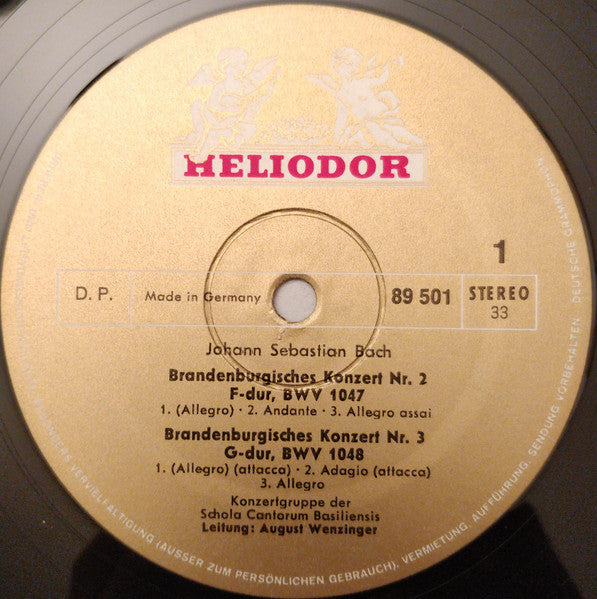 HELIODOR
1
D. P.
Made in Germany
89 501
STEREO
33
Johann Sebastian Bach
Brandenburgisches Konzert Nr. 2
F-dur, BWV 1047
1. (Allegro) · 2. Andante · 3. Allegro assai
Brandenburgisches Konzert Nr. 3
G-dur, BWV 1048
1. (Allegro) (attacca) · 2. Adagio (attacca)
3. Allegro
Konzertgruppe der
Schola Cantorum Basiliensis
Leitung: August Wenzinger
VERVIELFÄLTIGUNG (AUSSER ZUM PERSÖNLICHEN GEBRAUCH), VERMIETUNG, AUFFÜHRUNG, SENDUNG VORBEHALTEN
DEUTSCHE GRAMMOPHON